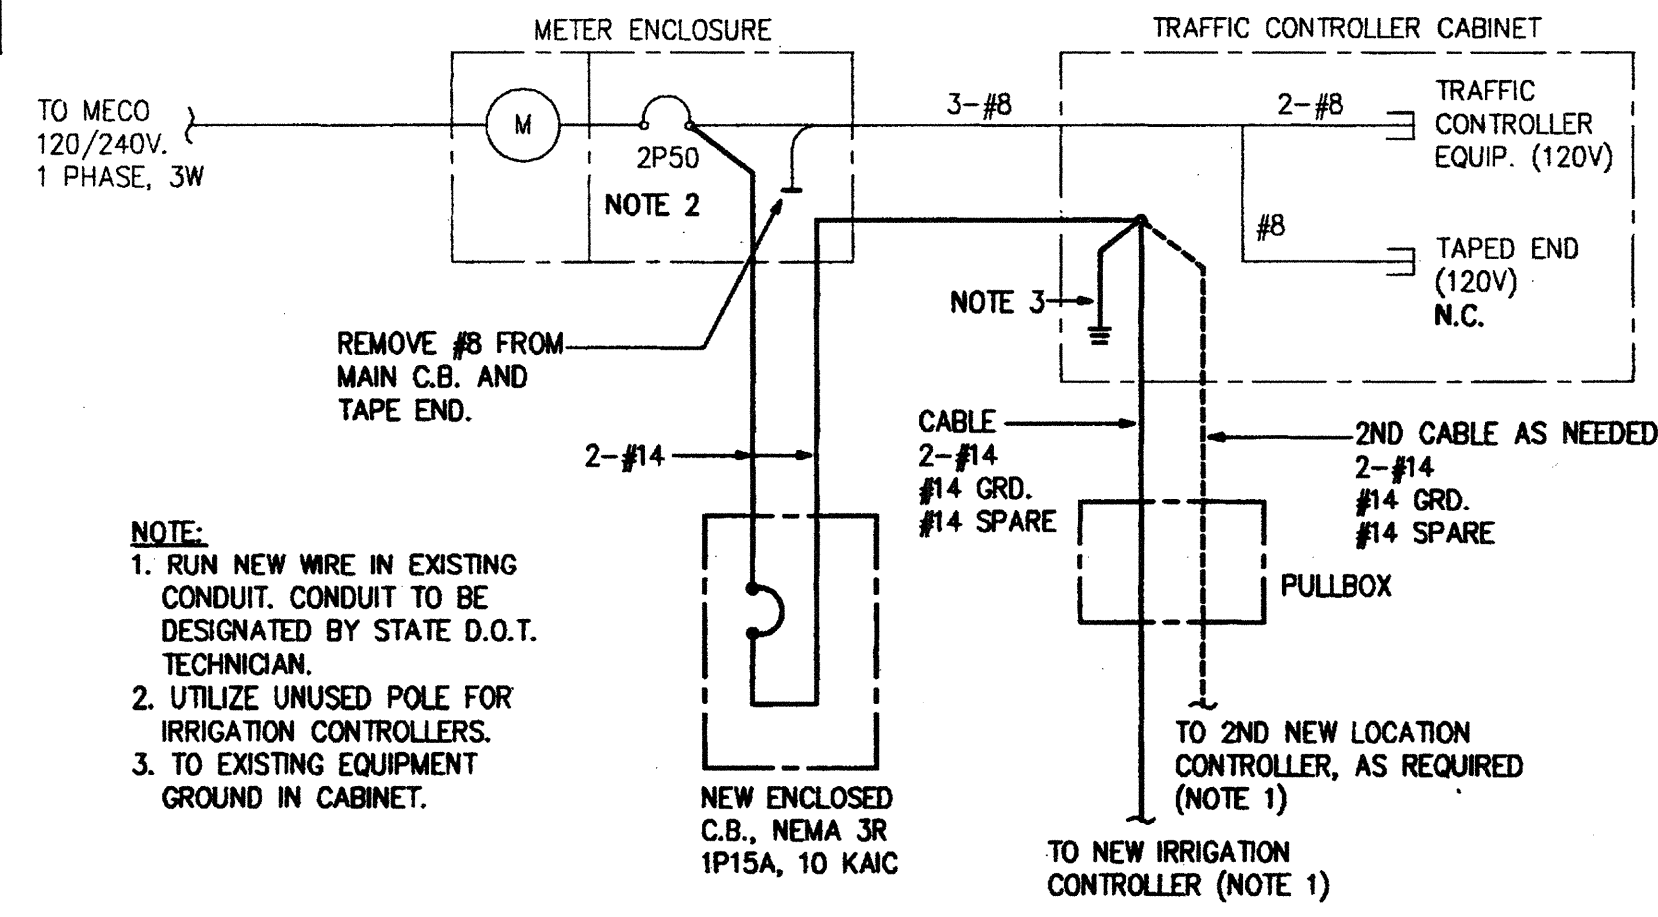 METER ENCLOSURE
TRAFFIC CONTROLLER CABINET
TO MECO
120/240V.
1 PHASE, 3W
M
2P50
NOTE 2
3-#8
2-#8
TRAFFIC
CONTROLLER
EQUIP. (120V)
#8
TAPED END
(120V)
N.C.
NOTE 3
REMOVE #8 FROM
MAIN C.B. AND
TAPE END.
2-#14
CABLE
2-#14
#14 GRD.
#14 SPARE
2ND CABLE AS NEEDED
2-#14
#14 GRD.
#14 SPARE
PULLBOX
NOTE:
1. RUN NEW WIRE IN EXISTING
CONDUIT. CONDUIT TO BE
DESIGNATED BY STATE D.O.T.
TECHNICIAN.
2. UTILIZE UNUSED POLE FOR
IRRIGATION CONTROLLERS.
3. TO EXISTING EQUIPMENT
GROUND IN CABINET.
NEW ENCLOSED
C.B., NEMA 3R
1P15A, 10 KAIC
TO 2ND NEW LOCATION
CONTROLLER, AS REQUIRED
(NOTE 1)
TO NEW IRRIGATION
CONTROLLER (NOTE 1)